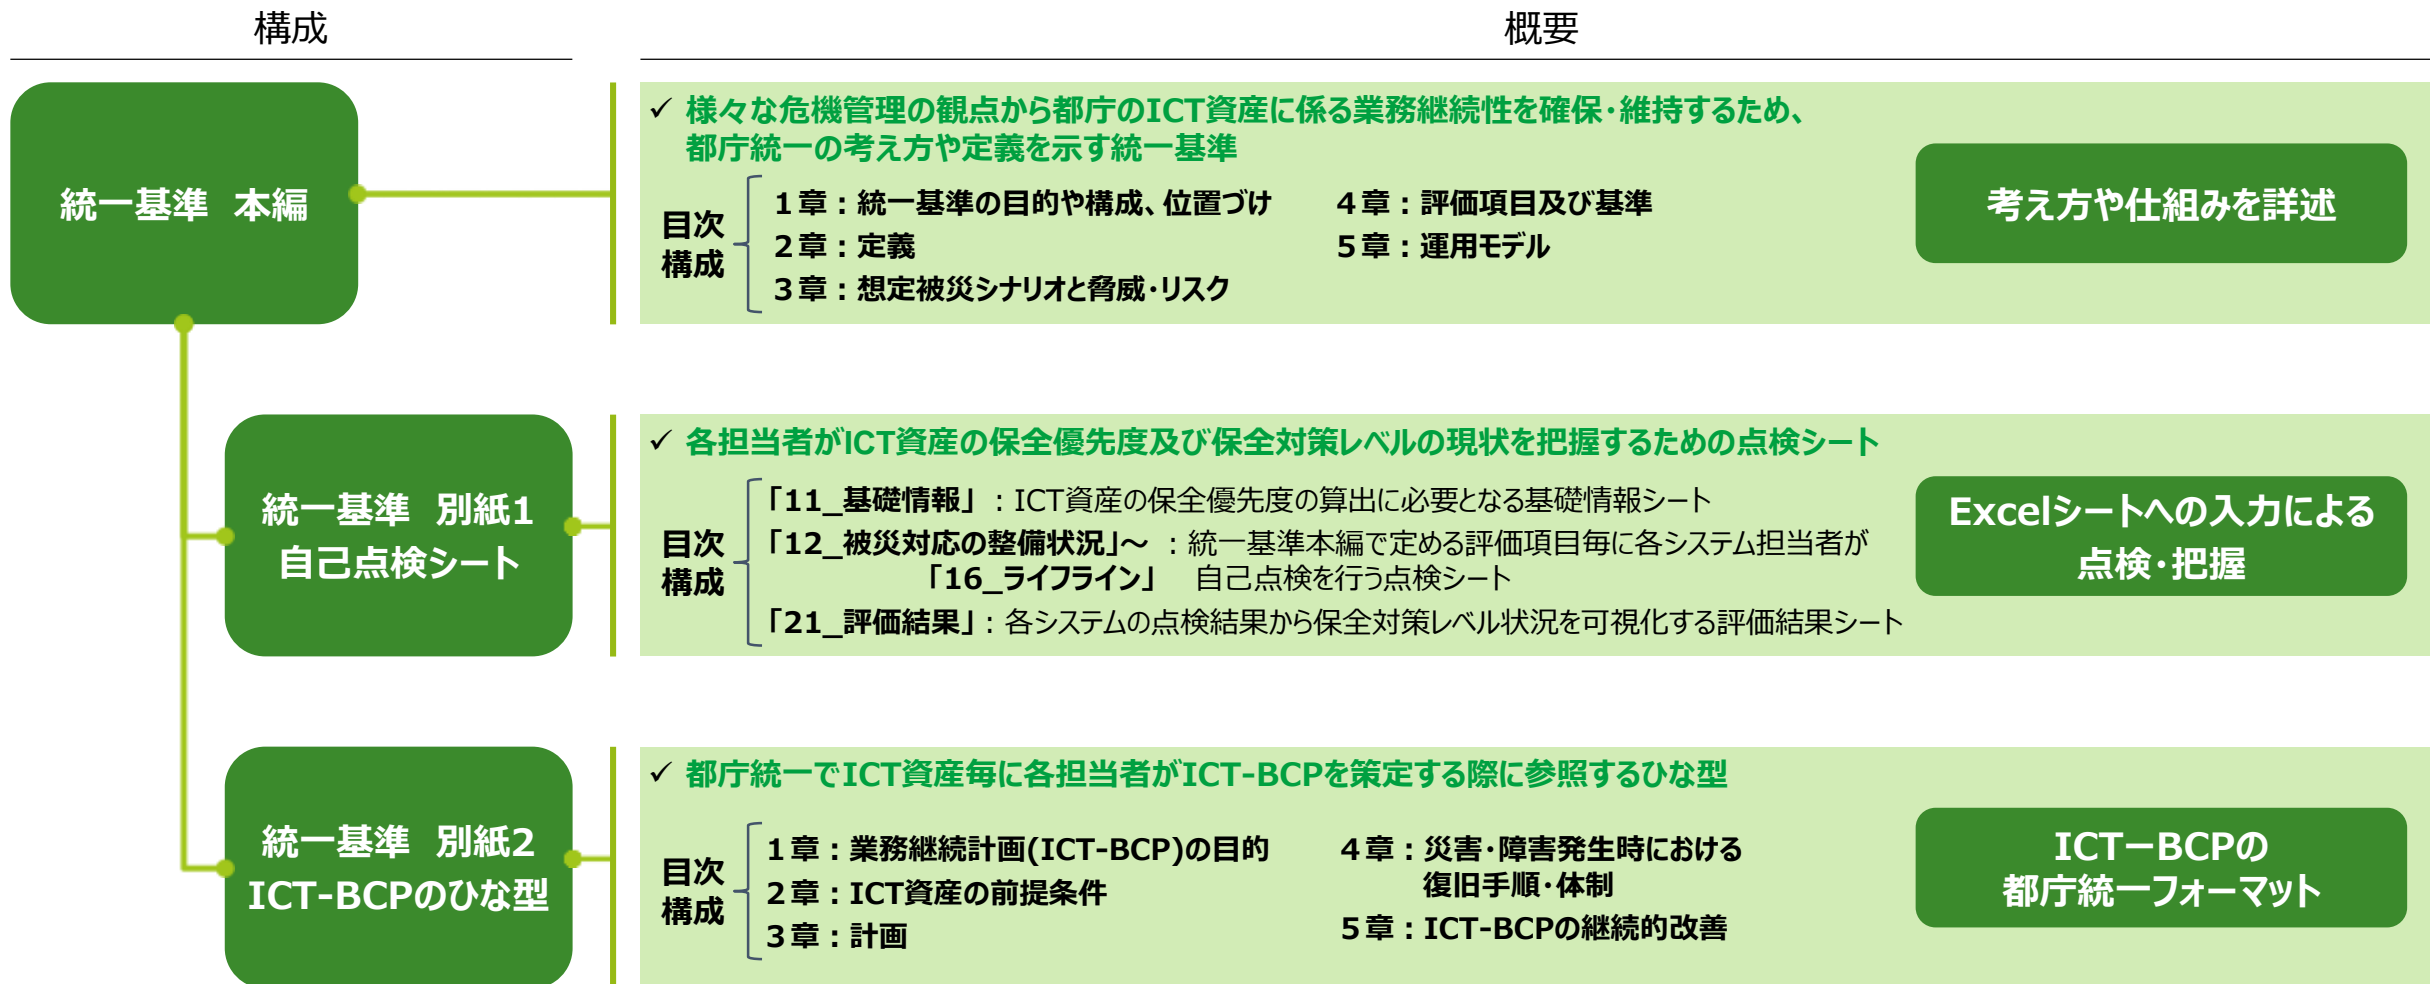 構成
概要
統一基準 本編
✓ 様々な危機管理の観点から都庁のICT資産に係る業務継続性を確保・維持するため、
都庁統一の考え方や定義を示す統一基準
目次
構成
１章：統一基準の目的や構成、位置づけ
２章：定義
３章：想定被災シナリオと脅威・リスク
４章：評価項目及び基準
５章：運用モデル
考え方や仕組みを詳述
統一基準 別紙1
自己点検シート
✓ 各担当者がICT資産の保全優先度及び保全対策レベルの現状を把握するための点検シート
目次
構成
「11_基礎情報」：ICT資産の保全優先度の算出に必要となる基礎情報シート
「12_被災対応の整備状況」～ ：統一基準本編で定める評価項目毎に各システム担当者が
「16_ライフライン」 自己点検を行う点検シート
「21_評価結果」：各システムの点検結果から保全対策レベル状況を可視化する評価結果シート
Excelシートへの入力による
点検・把握
統一基準 別紙2
ICT-BCPのひな型
✓ 都庁統一でICT資産毎に各担当者がICT-BCPを策定する際に参照するひな型
目次
構成
１章：業務継続計画(ICT-BCP)の目的
２章：ICT資産の前提条件
３章：計画
４章：災害・障害発生時における
復旧手順・体制
５章：ICT-BCPの継続的改善
ICTーBCPの
都庁統一フォーマット